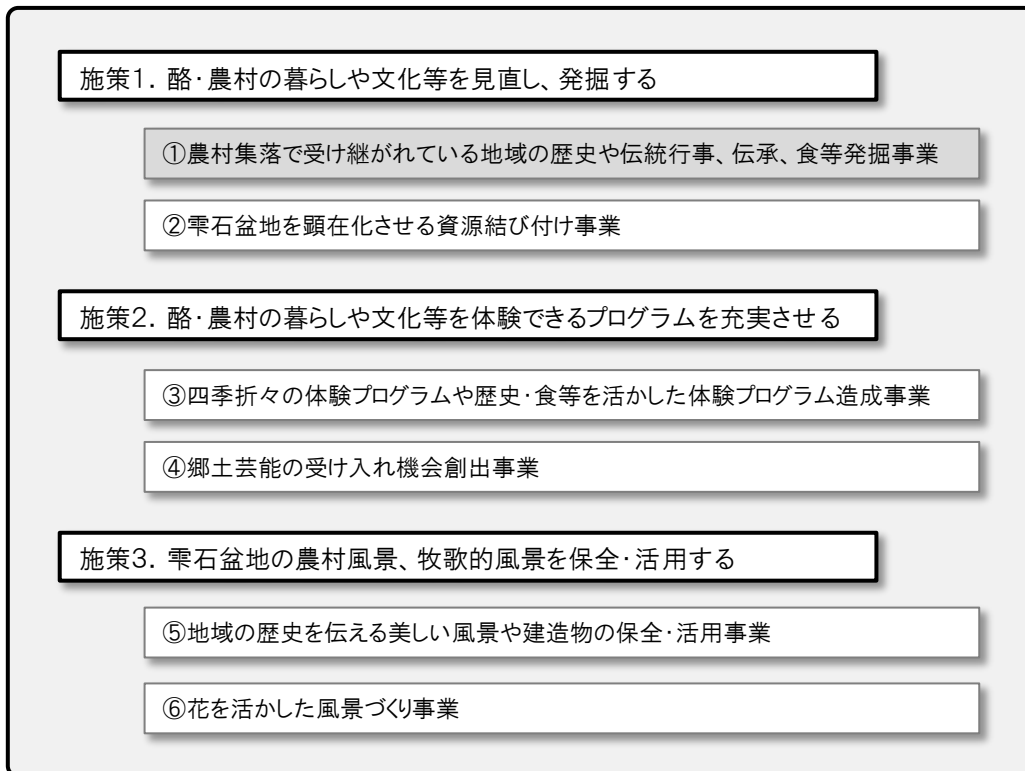 施策1．酪・農村の暮らしや文化等を見直し、発掘する
①農村集落で受け継がれている地域の歴史や伝統行事、伝承、食等発掘事業
②雫石盆地を顕在化させる資源結び付け事業
施策2．酪・農村の暮らしや文化等を体験できるプログラムを充実させる
③四季折々の体験プログラムや歴史・食等を活かした体験プログラム造成事業
④郷土芸能の受け入れ機会創出事業
施策3．雫石盆地の農村風景、牧歌的風景を保全・活用する
⑤地域の歴史を伝える美しい風景や建造物の保全・活用事業
⑥花を活かした風景づくり事業